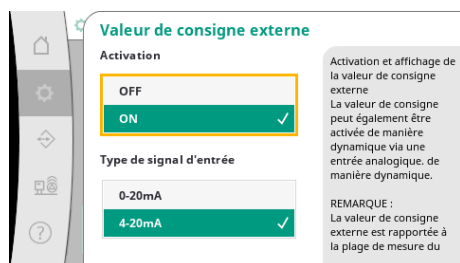 Valeur de consigne externe
Activation
OFF
ON
Type de signal d'entrée
0-20mA
4-20mA
Activation et affichage de
la valeur de consigne
externe
La valeur de consigne
peut également être
activée de manière
dynamique via une
entrée analogique. de
manière dynamique.
REMARQUE :
La valeur de consigne
externe est rapportée à
la plage de mesure du